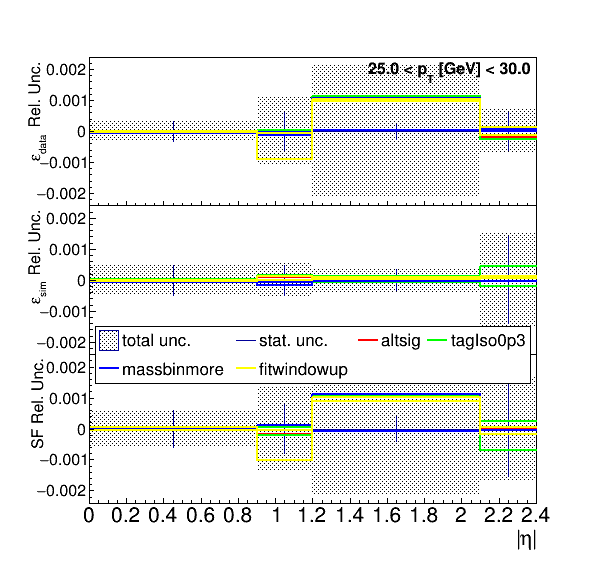 25.0 < p_T [GeV] < 30.0
ε_data Rel. Unc.
0.002
0.001
0
−0.001
−0.002
ε_sim Rel. Unc.
0.002
0.001
0
−0.001
−0.002
total unc. stat. unc. altsig tagIso0p3
massbinmore fitwindowup
SF Rel. Unc.
0.001
0
−0.001
−0.002
0 0.2 0.4 0.6 0.8 1 1.2 1.4 1.6 1.8 2 2.2 2.4
|η|